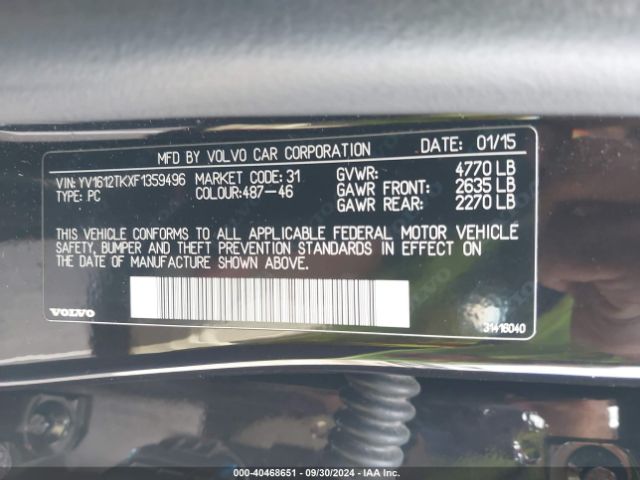 MFD BY VOLVO CAR CORPORATION DATE: 01/15
VIN: YV1612TKXF1359496 MARKET CODE: 31 GVWR: 4770 LB
TYPE: PC COLOUR:487-46 GAWR FRONT: 2635 LB
GAWR REAR: 2270 LB
THIS VEHICLE CONFORMS TO ALL APPLICABLE FEDERAL MOTOR VEHICLE
SAFETY, BUMPER AND THEFT PREVENTION STANDARDS IN EFFECT ON
THE DATE OF MANUFACTURE SHOWN ABOVE.
VOLVO 31416040
000-40468651 - 09/30/2024 - IAA Inc.